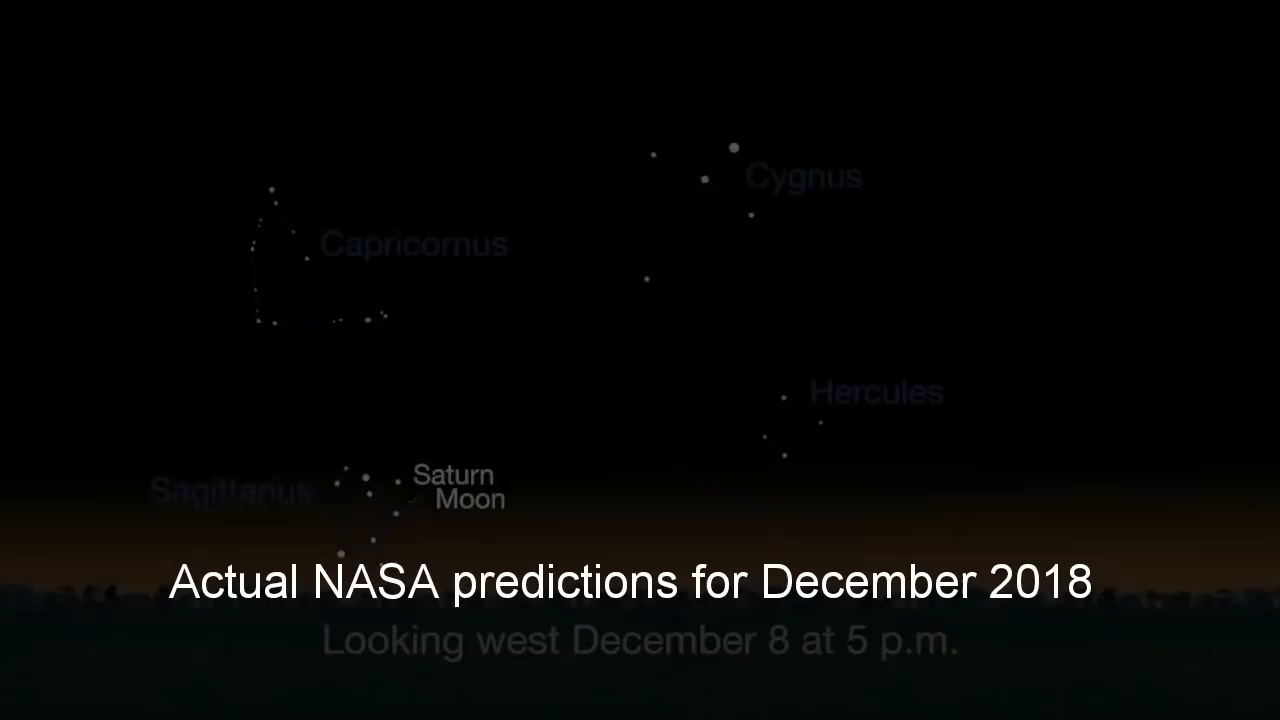 Cygnus
Capricornus
Hercules
Saturn
Sagittarius
Moon
Actual NASA predictions for December 2018
Looking west December 8 at 5 p.m.